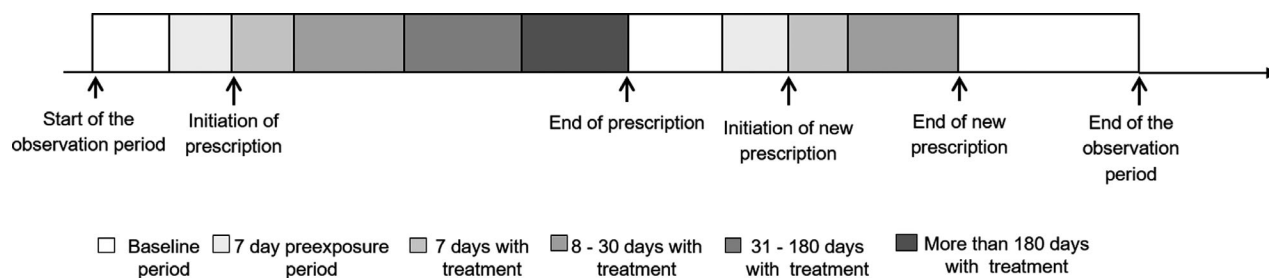 Start of the
observation period
Initiation of
prescription
End of prescription
Initiation of new
prescription
End of new
prescription
End of the
observation
period
Baseline
period
7 day preexposure
period
7 days with
treatment
8 - 30 days with
treatment
31 - 180 days
with treatment
More than 180 days
with treatment